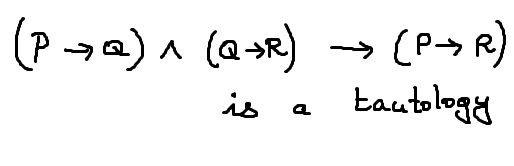 (P → Q) ∧ (Q→R) → (P→ R)
is a tautology